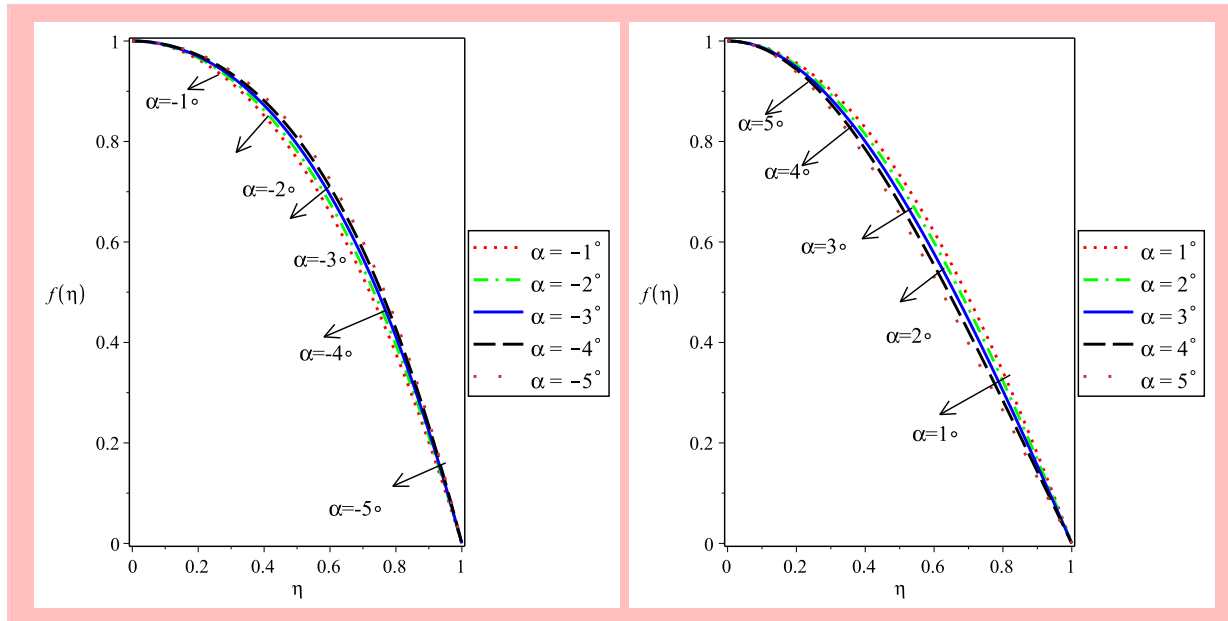 1
0.8
0.6
f(η)
0.4
0.2
0
0 0.2 0.4 0.6 0.8 1
η
α=-1∘
α=-2∘
α=-3∘
α=-4∘
α=-5∘
α = −1°
α = −2°
α = −3°
α = −4°
α = −5°
1
0.8
0.6
f(η)
0.4
0.2
0
0 0.2 0.4 0.6 0.8 1
η
α=5∘
α=4∘
α=3∘
α=2∘
α=1∘
α = 1°
α = 2°
α = 3°
α = 4°
α = 5°